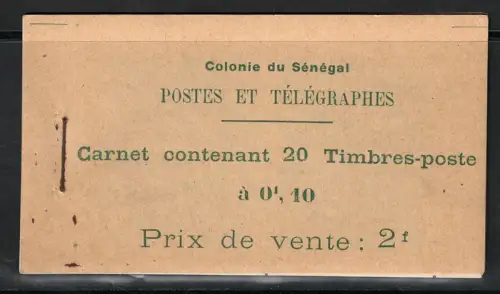 Colonie du Sénégal
POSTES ET TÉLÉGRAPHES
Carnet contenant 20 Timbres-poste
à 0ᶠ, 10
Prix de vente : 2ᶠ